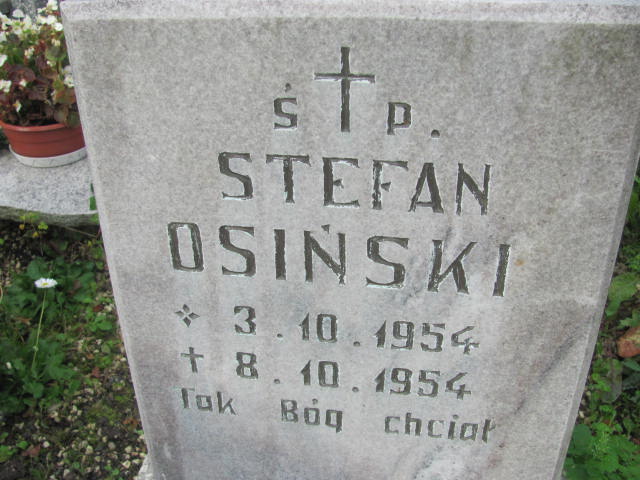 Ś P.
STEFAN
OSIŃSKI
3.10.1954
8.10.1954
Tak Bóg chciał